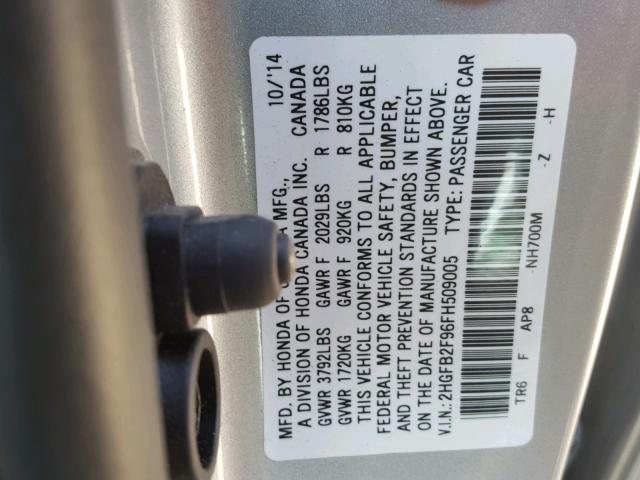 MFD. BY HONDA OF A MFG., 10/'14
A DIVISION OF HONDA CANADA INC. CANADA
GVWR 3792LBS GAWR F 2029LBS R 1786LBS
GVWR 1720KG GAWR F 920KG R 810KG
THIS VEHICLE CONFORMS TO ALL APPLICABLE
FEDERAL MOTOR VEHICLE SAFETY, BUMPER,
AND THEFT PREVENTION STANDARDS IN EFFECT
ON THE DATE OF MANUFACTURE SHOWN ABOVE.
V.I.N.: 2HGFB2F96FH509005 TYPE: PASSENGER CAR
TR6 F AP8 -NH700M -Z -H